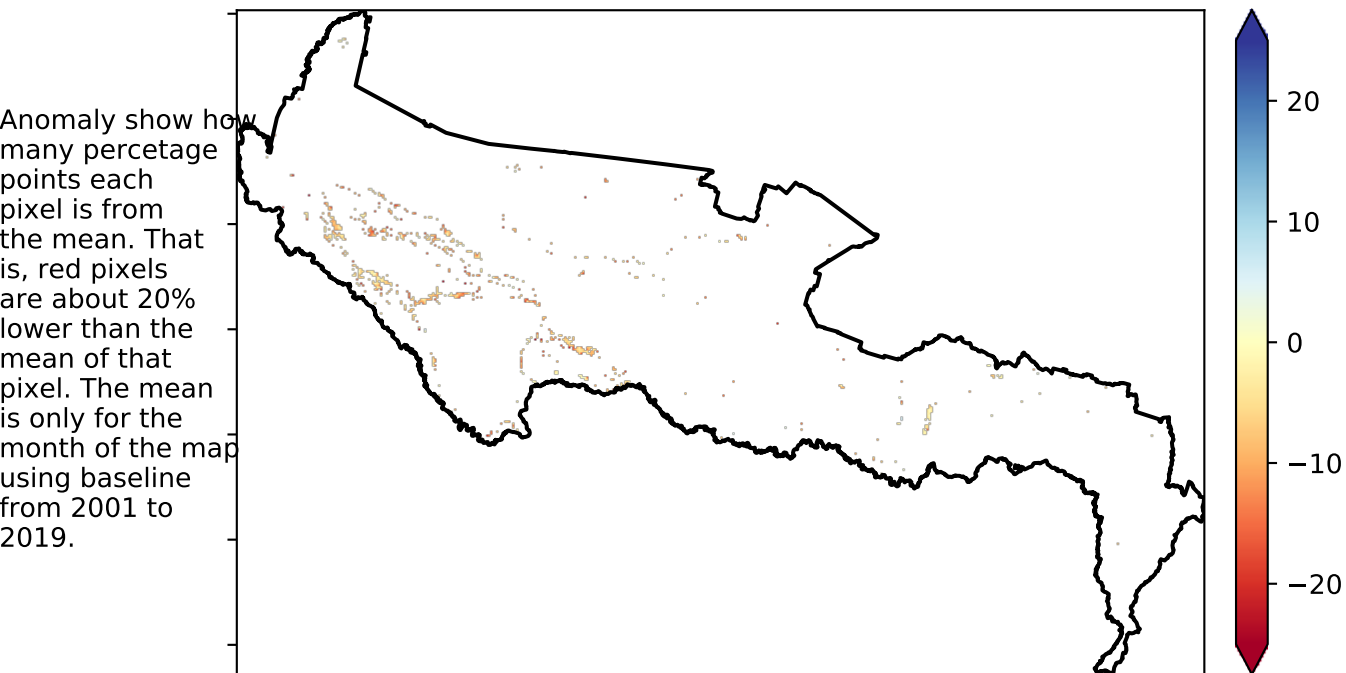 Anomaly show how
many percetage
points each
pixel is from
the mean. That
is, red pixels
are about 20%
lower than the
mean of that
pixel. The mean
is only for the
month of the map
using baseline
from 2001 to
2019.
20
10
0
−10
−20